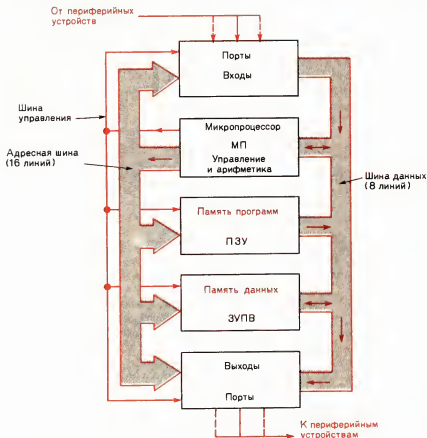 От периферийных
устройств
Порты
Входы
Шина
управления
Микропроцессор
МП
Управление
и арифметика
Адресная шина
(16 линий)
Шина данных
(8 линий)
Память программ
ПЗУ
Память данных
ЗУПВ
Выходы
Порты
К периферийным
устройствам